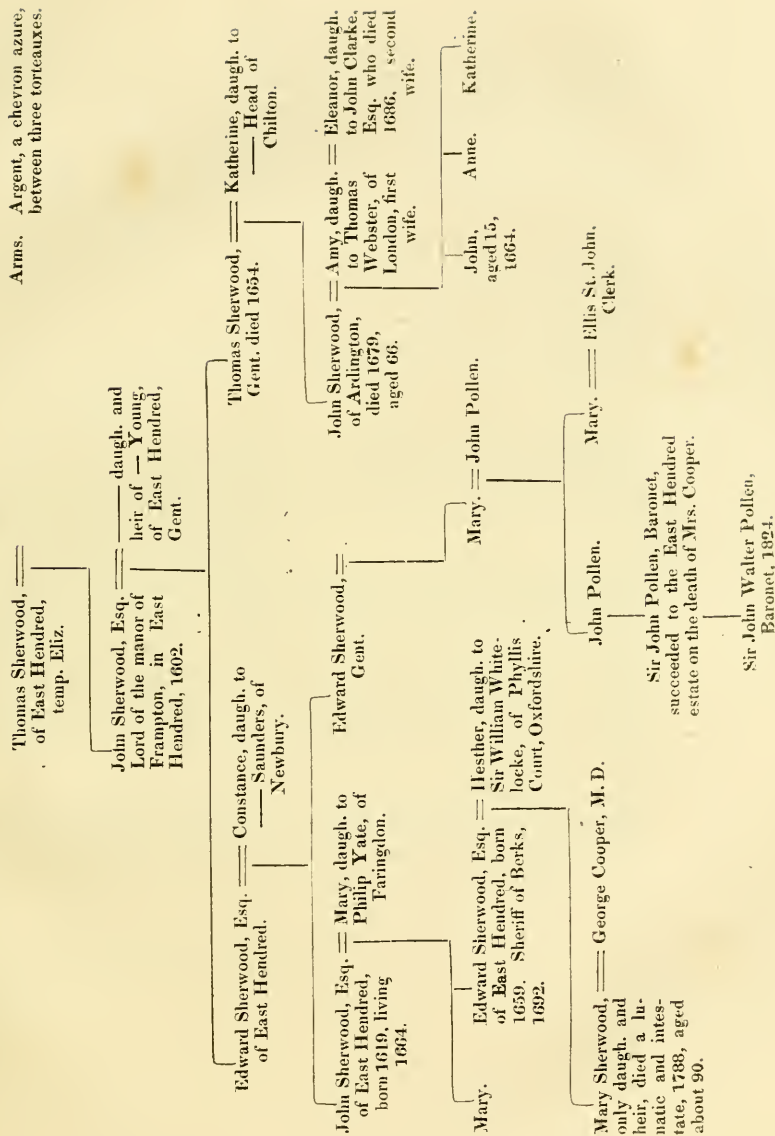 Arms. Argent, a chevron azure,
between three torteauxes.
Thomas Sherwood, ==
of East Hendred,
temp. Eliz.
John Sherwood, Esq. == —— daugh. and
Lord of the manor of heir of — Young,
Frampton, in East of East Hendred,
Hendred, 1602. Gent.
Edward Sherwood, Esq. == Constance, daugh. to
of East Hendred. —— Saunders, of
Newbury.
Thomas Sherwood, == Katherine, daugh. to
Gent. died 1654. —— Head of
Chilton.
John Sherwood, Esq. == Mary, daugh. to
of East Hendred, Philip Yate, of
born 1619, living Faringdon.
1664.
Edward Sherwood, ==
Gent.
John Sherwood, == Amy, daugh. == Eleanor, daugh.
of Ardington, to Thomas to John Clarke,
died 1679, Webster, of Esq. who died
aged 66. London, first 1686, second
wife. wife.
Mary.
Edward Sherwood, Esq. == Hesther, daugh. to
of East Hendred, born Sir William White-
1659. Sheriff of Berks, locke, of Phyllis
1692. Court, Oxfordshire.
Mary. == John Pollen.
John,
aged 15,
1664.
Anne.
Katherine.
Mary Sherwood, == George Cooper, M.D.
only daugh. and
heir, died a lu-
natic and intes-
tate, 1788, aged
about 90.
John Pollen.
Mary. == Ellis St. John,
Clerk.
Sir John Pollen, Baronet,
succeeded to the East Hendred
estate on the death of Mrs. Cooper.
Sir John Walter Pollen,
Baronet, 1824.